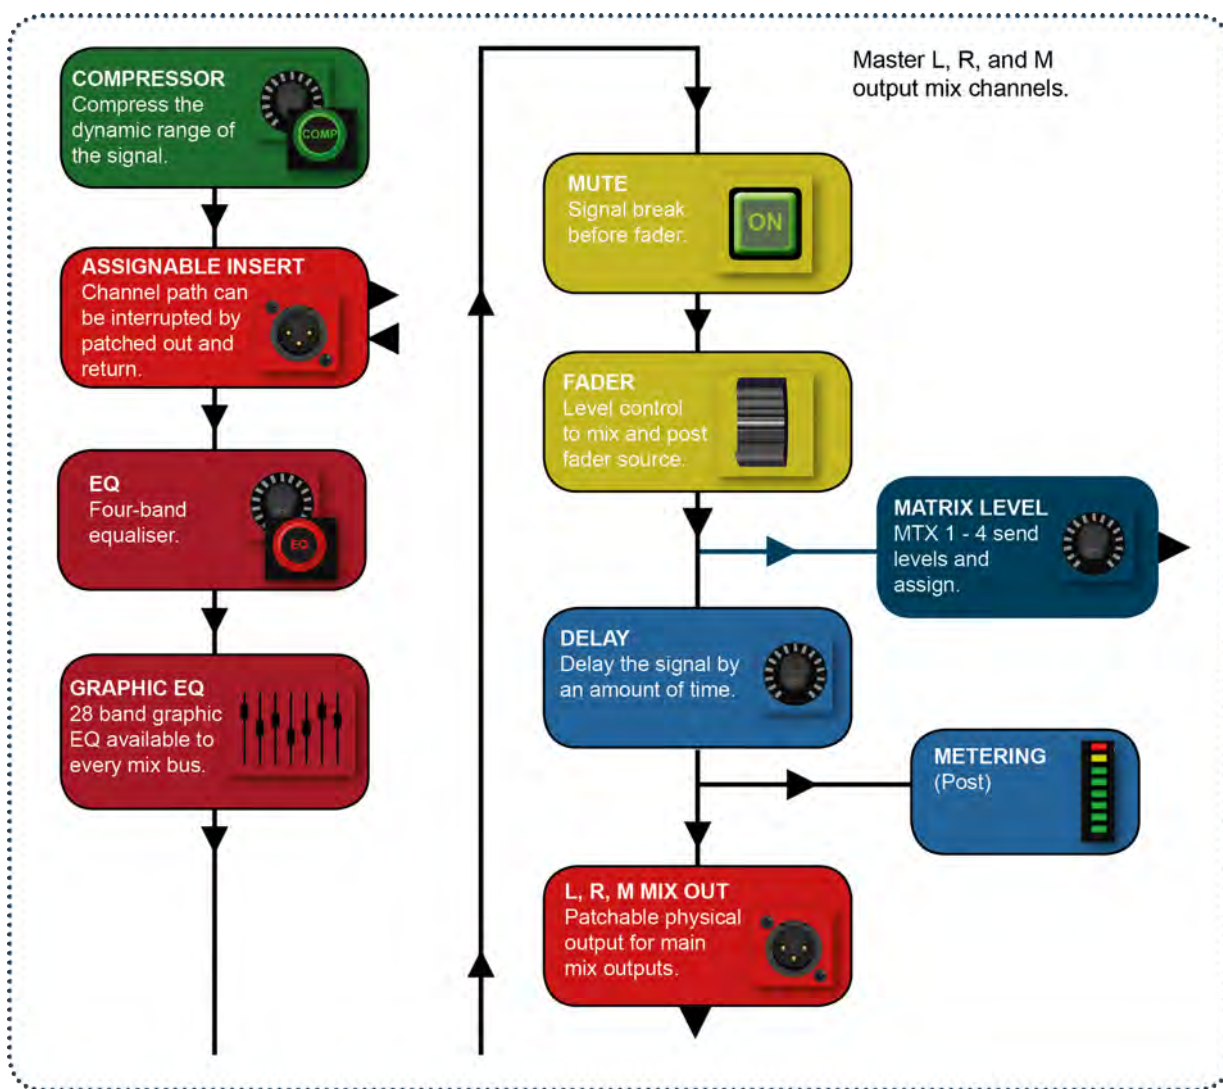 COMPRESSOR
Compress the
dynamic range of
the signal.
COMP
ASSIGNABLE INSERT
Channel path can
be interrupted by
patched out and
return.
EQ
Four-band
equaliser.
EQ
GRAPHIC EQ
28 band graphic
EQ available to
every mix bus.
Master L, R, and M
output mix channels.
MUTE
Signal break
before fader.
ON
FADER
Level control
to mix and post
fader source.
MATRIX LEVEL
MTX 1 - 4 send
levels and
assign.
DELAY
Delay the signal by
an amount of time.
METERING
(Post)
L, R, M MIX OUT
Patchable physical
output for main
mix outputs.